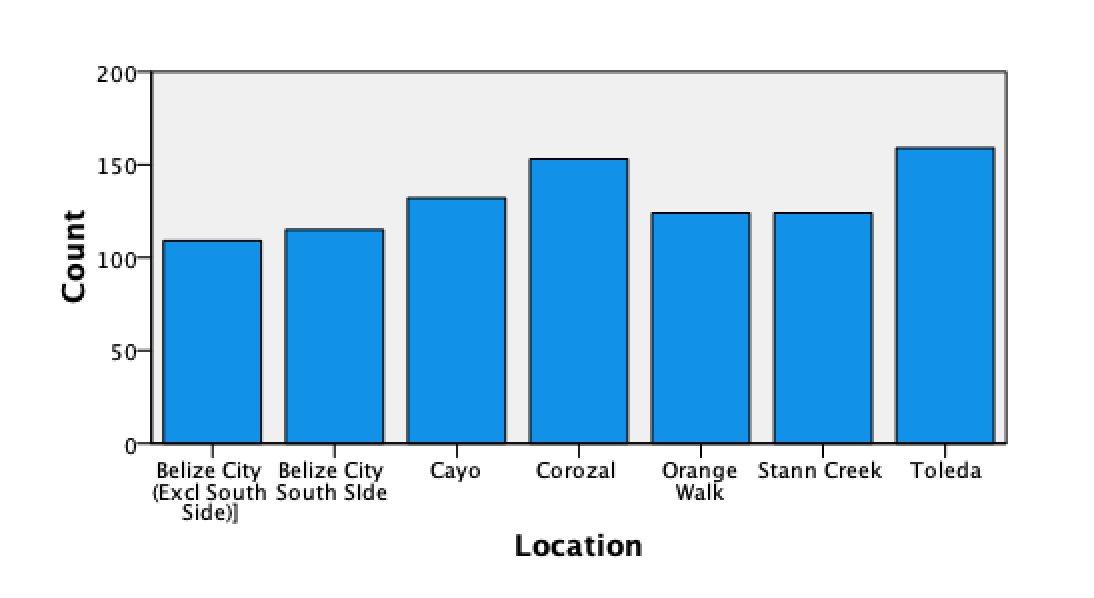 200
150
100
50
0
Count
Belize City
(Excl South
Side)]
Belize City
South SIde
Cayo
Corozal
Orange
Walk
Stann Creek
Toleda
Location